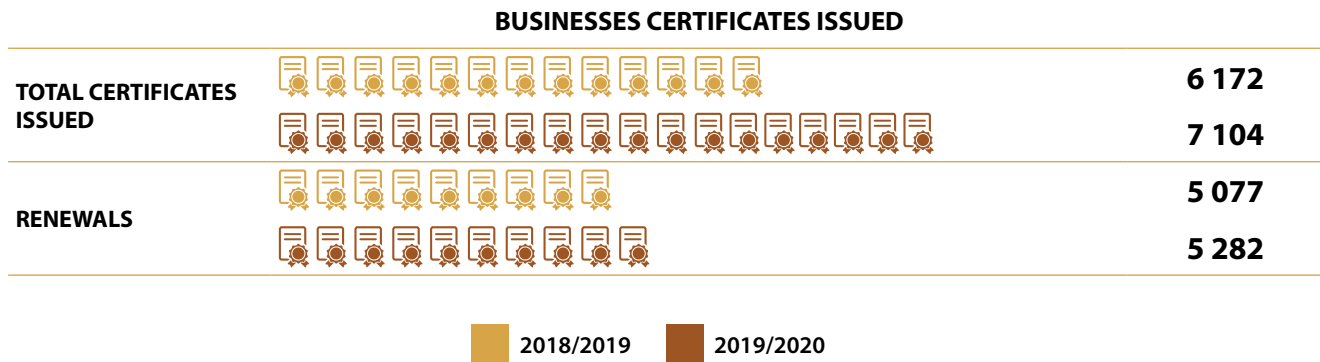 BUSINESSES CERTIFICATES ISSUED
TOTAL CERTIFICATES
ISSUED
6 172
7 104
RENEWALS
5 077
5 282
2018/2019
2019/2020